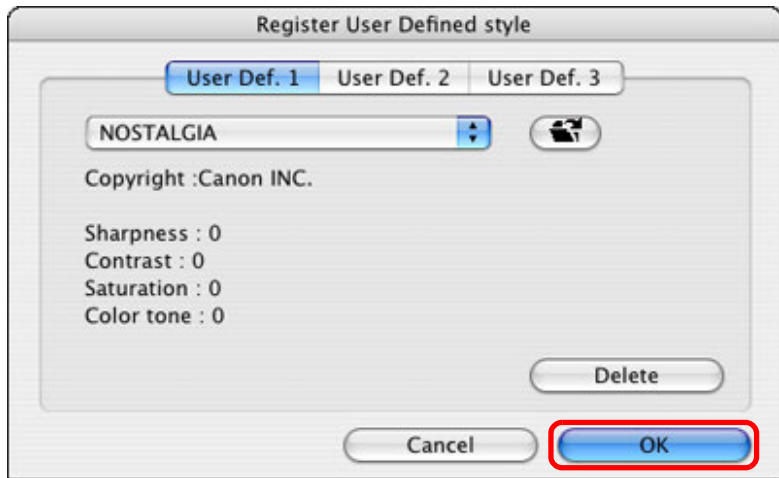 Register User Defined style
User Def. 1 User Def. 2 User Def. 3
NOSTALGIA
Copyright :Canon INC.
Sharpness : 0
Contrast : 0
Saturation : 0
Color tone : 0
Delete
Cancel OK